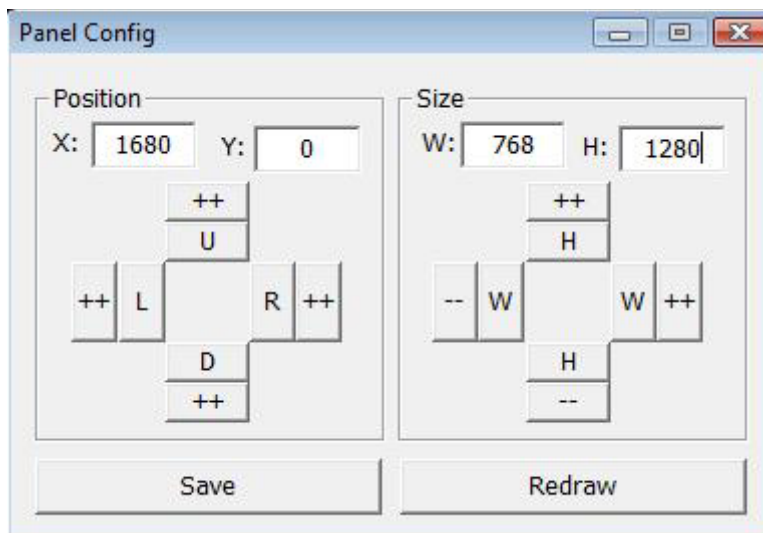 Panel Config
Position
Size
X: 1680 Y: 0
W: 768 H: 1280
++ ++
U H
++ L R ++ -- W W ++
D H
++ --
Save Redraw